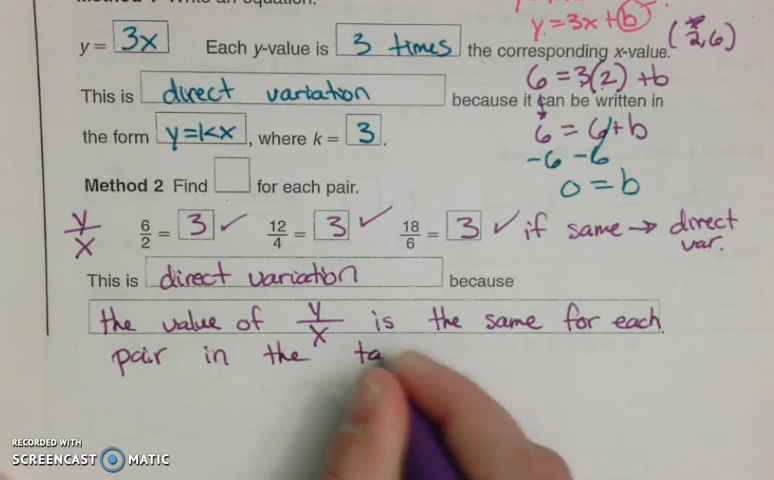 y = 3x + b
(2,6)
y = 3x Each y-value is 3 times the corresponding x-value.
6 = 3(2) + b
This is direct variation because it can be written in
6 = 6 + b
the form y=kx, where k = 3.
-6 -6
0 = b
Method 2 Find for each pair.
y/x 6/2 = 3 ✓ 12/4 = 3 ✓ 18/6 = 3 ✓ if same → direct var.
This is direct variation because
the value of y/x is the same for each
pair in the ta
RECORDED WITH
SCREENCAST MATIC